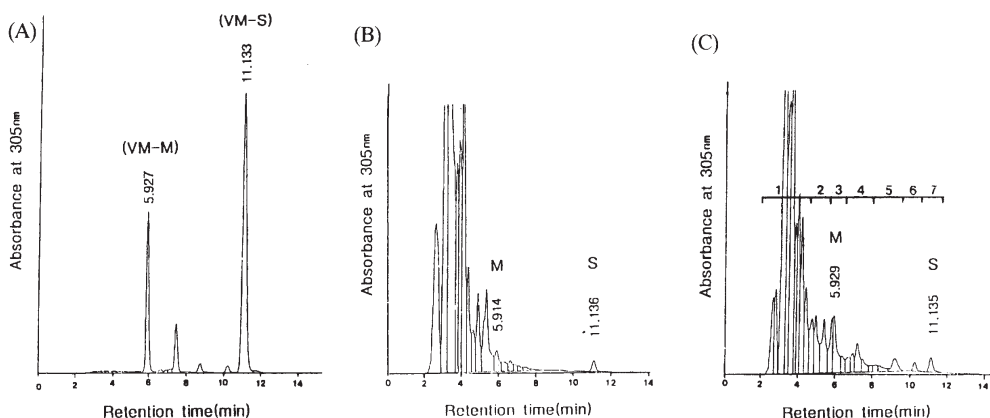 (A)
(VM-S)
11.133
(VM-M)
5.927
Absorbance at 305nm
0 2 4 6 8 10 12 14
Retention time(min)
(B)
M
5.914
S
11.136
Absorbance at 305nm
0 2 4 6 8 10 12 14
Retention time(min)
(C)
1 2 3 4 5 6 7
M
5.929
S
11.135
Absorbance at 305nm
0 2 4 6 8 10 12 14
Retention time(min)